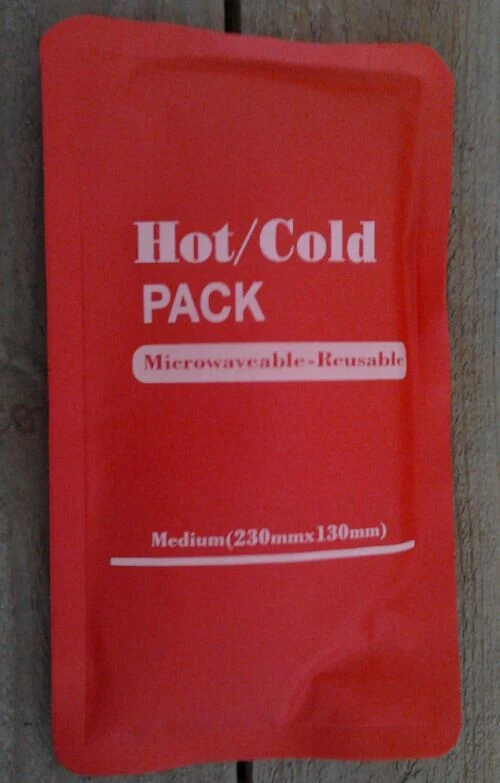 Hot/Cold
PACK
Microwaveable-Reusable
Medium(230mmx130mm)